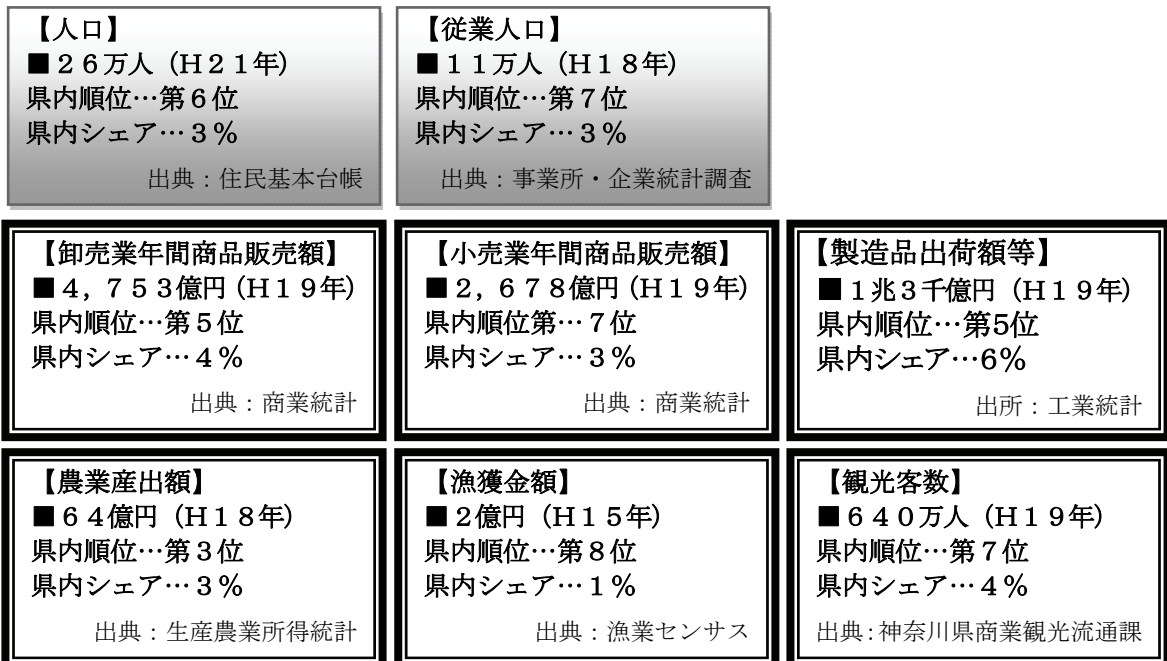 【人口】
■２６万人（Ｈ２１年）
県内順位…第６位
県内シェア…３％
出典：住民基本台帳
【従業人口】
■１１万人（Ｈ１８年）
県内順位…第７位
県内シェア…３％
出典：事業所・企業統計調査
【卸売業年間商品販売額】
■４，７５３億円（Ｈ１９年）
県内順位…第５位
県内シェア…４％
出典：商業統計
【小売業年間商品販売額】
■２，６７８億円（Ｈ１９年）
県内順位第…７位
県内シェア…３％
出典：商業統計
【製造品出荷額等】
■１兆３千億円（Ｈ１９年）
県内順位…第5位
県内シェア…6％
出所：工業統計
【農業産出額】
■６４億円（Ｈ１８年）
県内順位…第３位
県内シェア…３％
出典：生産農業所得統計
【漁獲金額】
■２億円（Ｈ１５年）
県内順位…第８位
県内シェア…１％
出典：漁業センサス
【観光客数】
■６４０万人（Ｈ１９年）
県内順位…第７位
県内シェア…４％
出典：神奈川県商業観光流通課